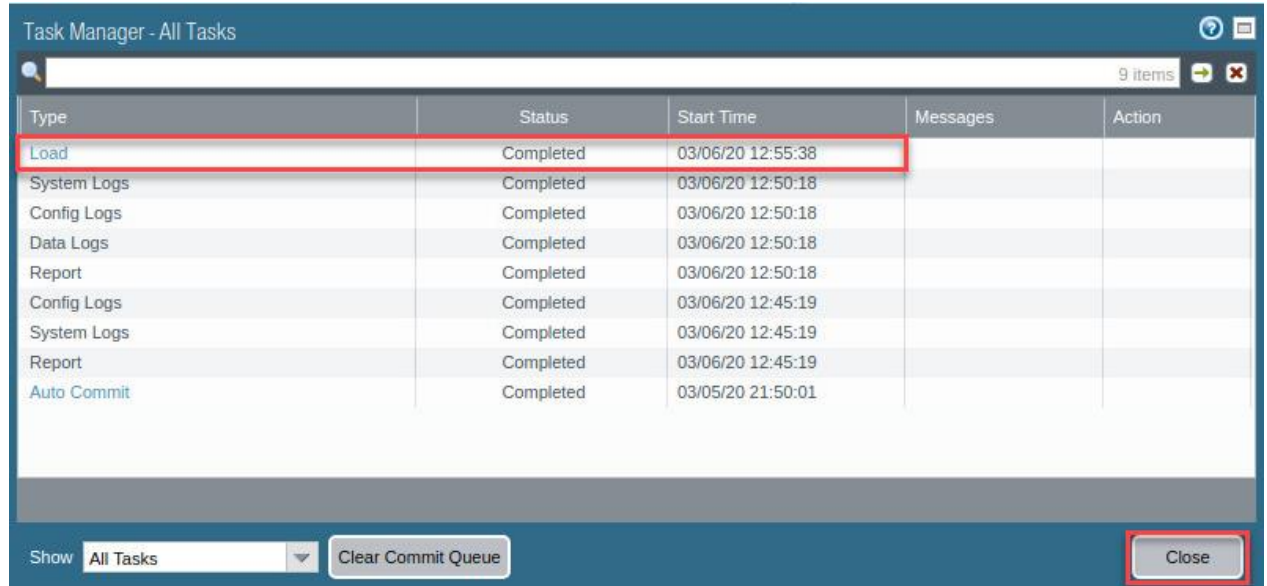 Task Manager - All Tasks
9 items
Type Status Start Time Messages Action
Load Completed 03/06/20 12:55:38
System Logs Completed 03/06/20 12:50:18
Config Logs Completed 03/06/20 12:50:18
Data Logs Completed 03/06/20 12:50:18
Report Completed 03/06/20 12:50:18
Config Logs Completed 03/06/20 12:45:19
System Logs Completed 03/06/20 12:45:19
Report Completed 03/06/20 12:45:19
Auto Commit Completed 03/05/20 21:50:01
Show All Tasks Clear Commit Queue Close